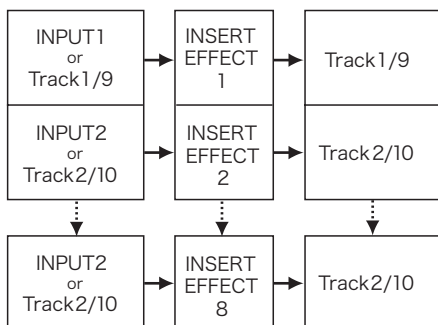 INPUT1
or
Track1/9
INSERT
EFFECT
1
Track1/9
INPUT2
or
Track2/10
INSERT
EFFECT
2
Track2/10
INPUT2
or
Track2/10
INSERT
EFFECT
8
Track2/10